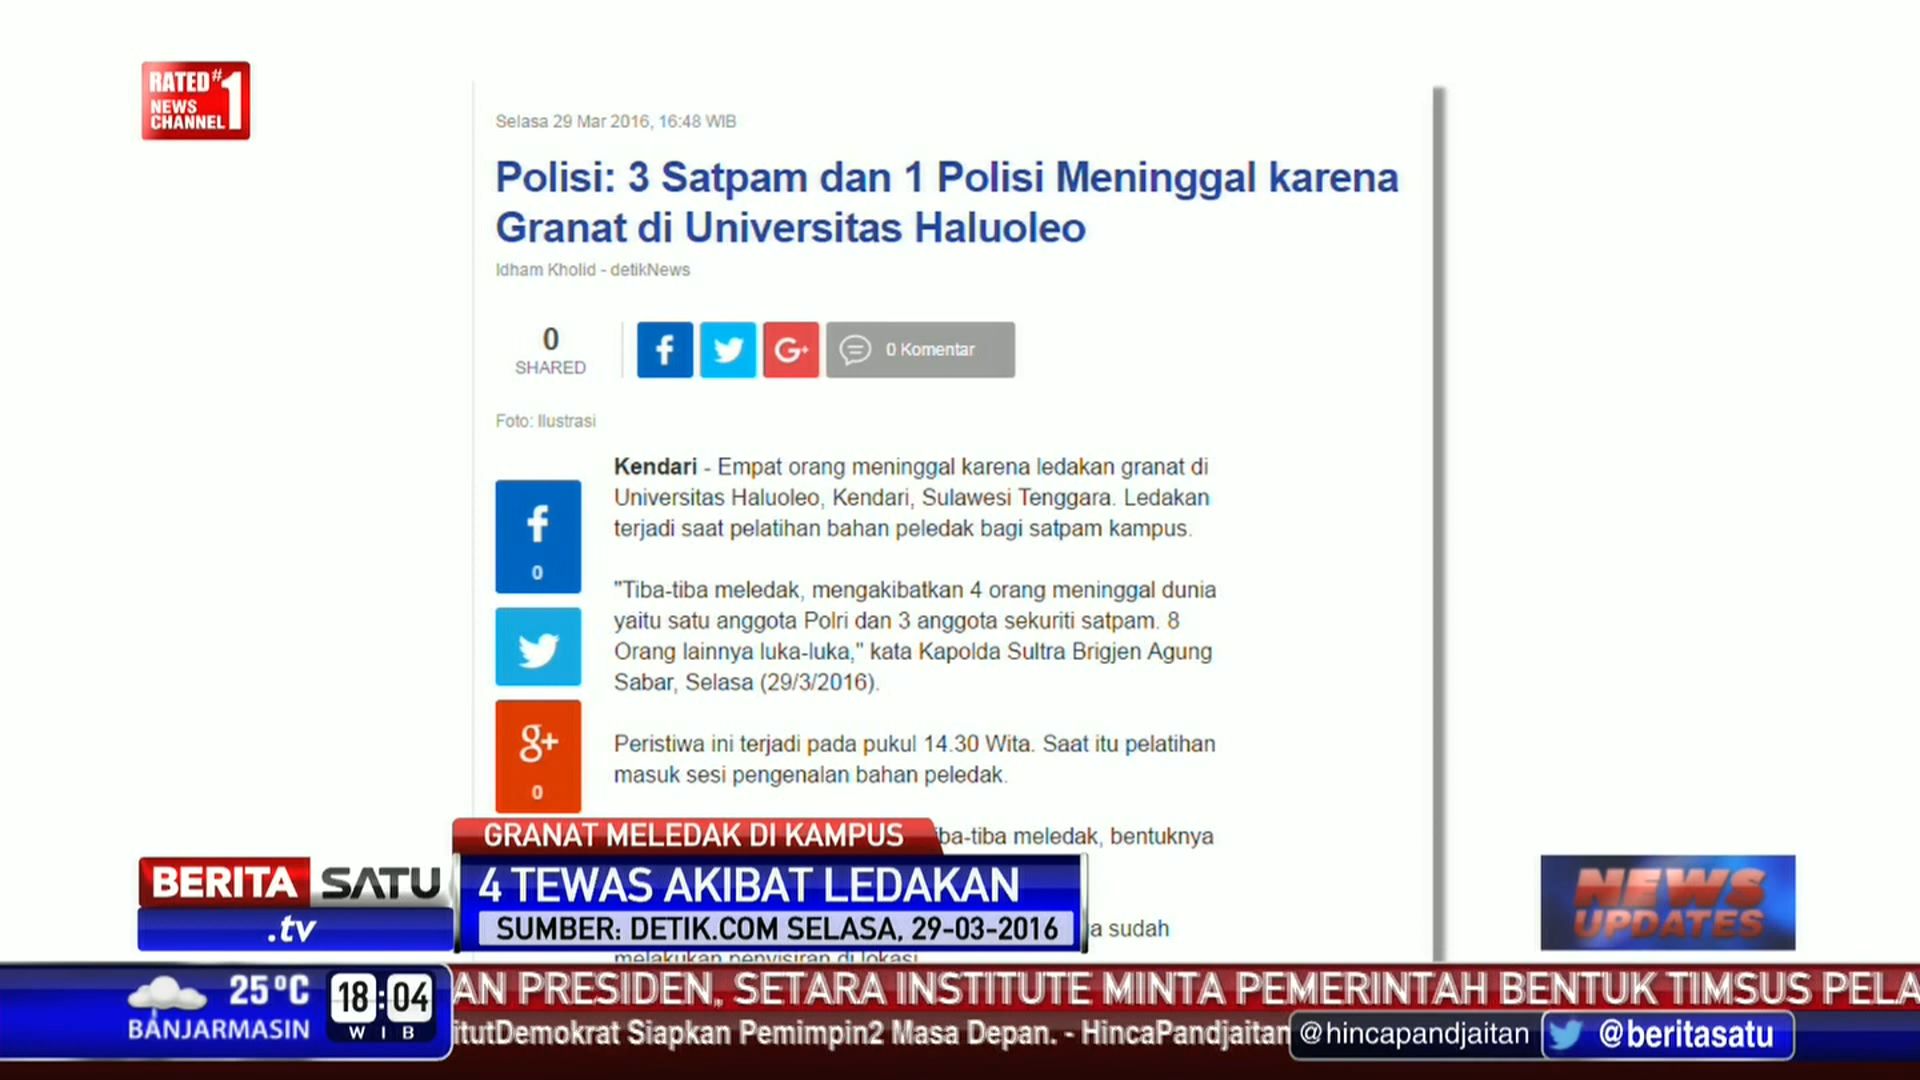 RATED #1
NEWS
CHANNEL
Selasa 29 Mar 2016, 16:48 WIB
Polisi: 3 Satpam dan 1 Polisi Meninggal karena
Granat di Universitas Haluoleo
Idham Kholid - detikNews
0
SHARED
0 Komentar
Foto: Ilustrasi
Kendari - Empat orang meninggal karena ledakan granat di
Universitas Haluoleo, Kendari, Sulawesi Tenggara. Ledakan
terjadi saat pelatihan bahan peledak bagi satpam kampus.
0
"Tiba-tiba meledak, mengakibatkan 4 orang meninggal dunia
yaitu satu anggota Polri dan 3 anggota sekuriti satpam. 8
Orang lainnya luka-luka," kata Kapolda Sultra Brigjen Agung
Sabar, Selasa (29/3/2016).
g+
0
Peristiwa ini terjadi pada pukul 14.30 Wita. Saat itu pelatihan
masuk sesi pengenalan bahan peledak.
iba-tiba meledak, bentuknya
a sudah
melakukan penyisiran di lokasi
GRANAT MELEDAK DI KAMPUS
4 TEWAS AKIBAT LEDAKAN
SUMBER: DETIK.COM SELASA, 29-03-2016
BERITA SATU
.tv
NEWS
UPDATES
25°C
BANJARMASIN
18:04
WIB
AN PRESIDEN, SETARA INSTITUTE MINTA PEMERINTAH BENTUK TIMSUS PELA
itutDemokrat Siapkan Pemimpin2 Masa Depan. - HincaPandjaitan
@hincapandjaitan
@beritasatu